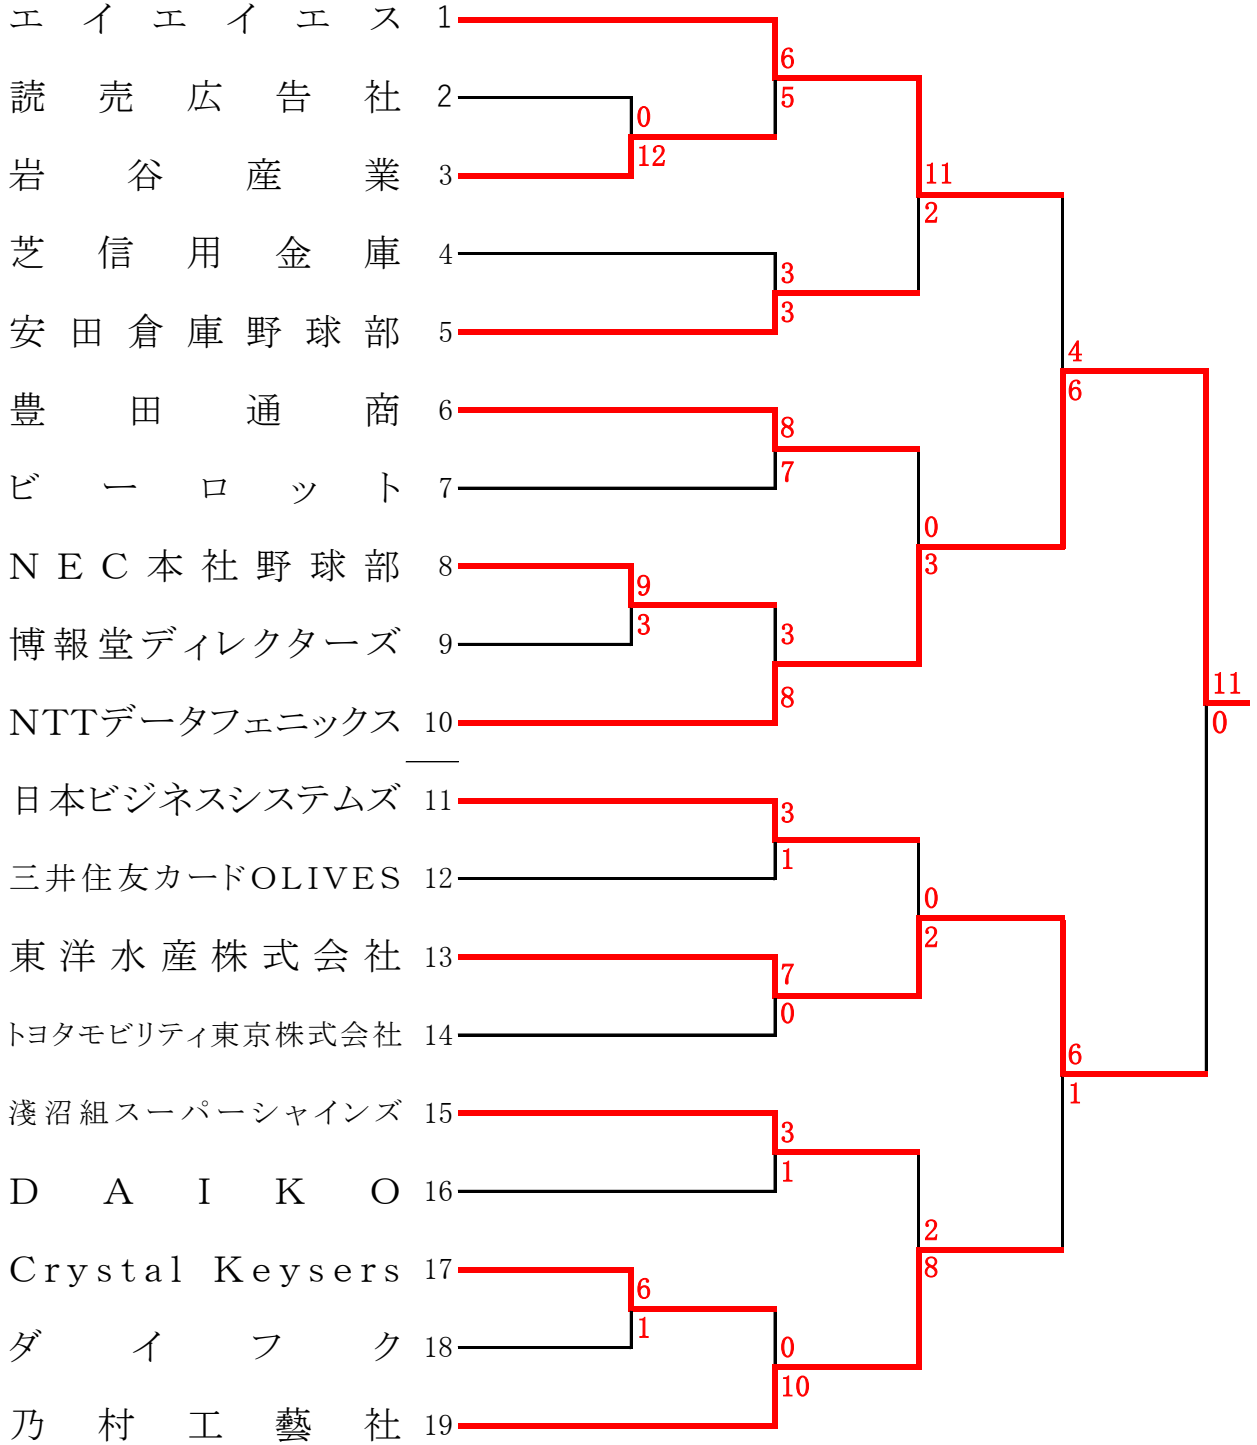 エイエイエス 1
6
読売広告社 2
5
0
12
岩谷産業 3
11
2
芝信用金庫 4
3
3
安田倉庫野球部 5
4
6
豊田通商 6
8
7
ビーロット 7
0
3
NEC本社野球部 8
9
3
博報堂ディレクターズ 9
3
8
NTTデータフェニックス 10
11
0
日本ビジネスシステムズ 11
3
1
三井住友カードOLIVES 12
0
2
東洋水産株式会社 13
7
0
トヨタモビリティ東京株式会社 14
6
1
淺沼組スーパーシャインズ 15
3
1
DAIKO 16
2
8
Crystal Keysers 17
6
1
ダイフク 18
0
10
乃村工藝社 19